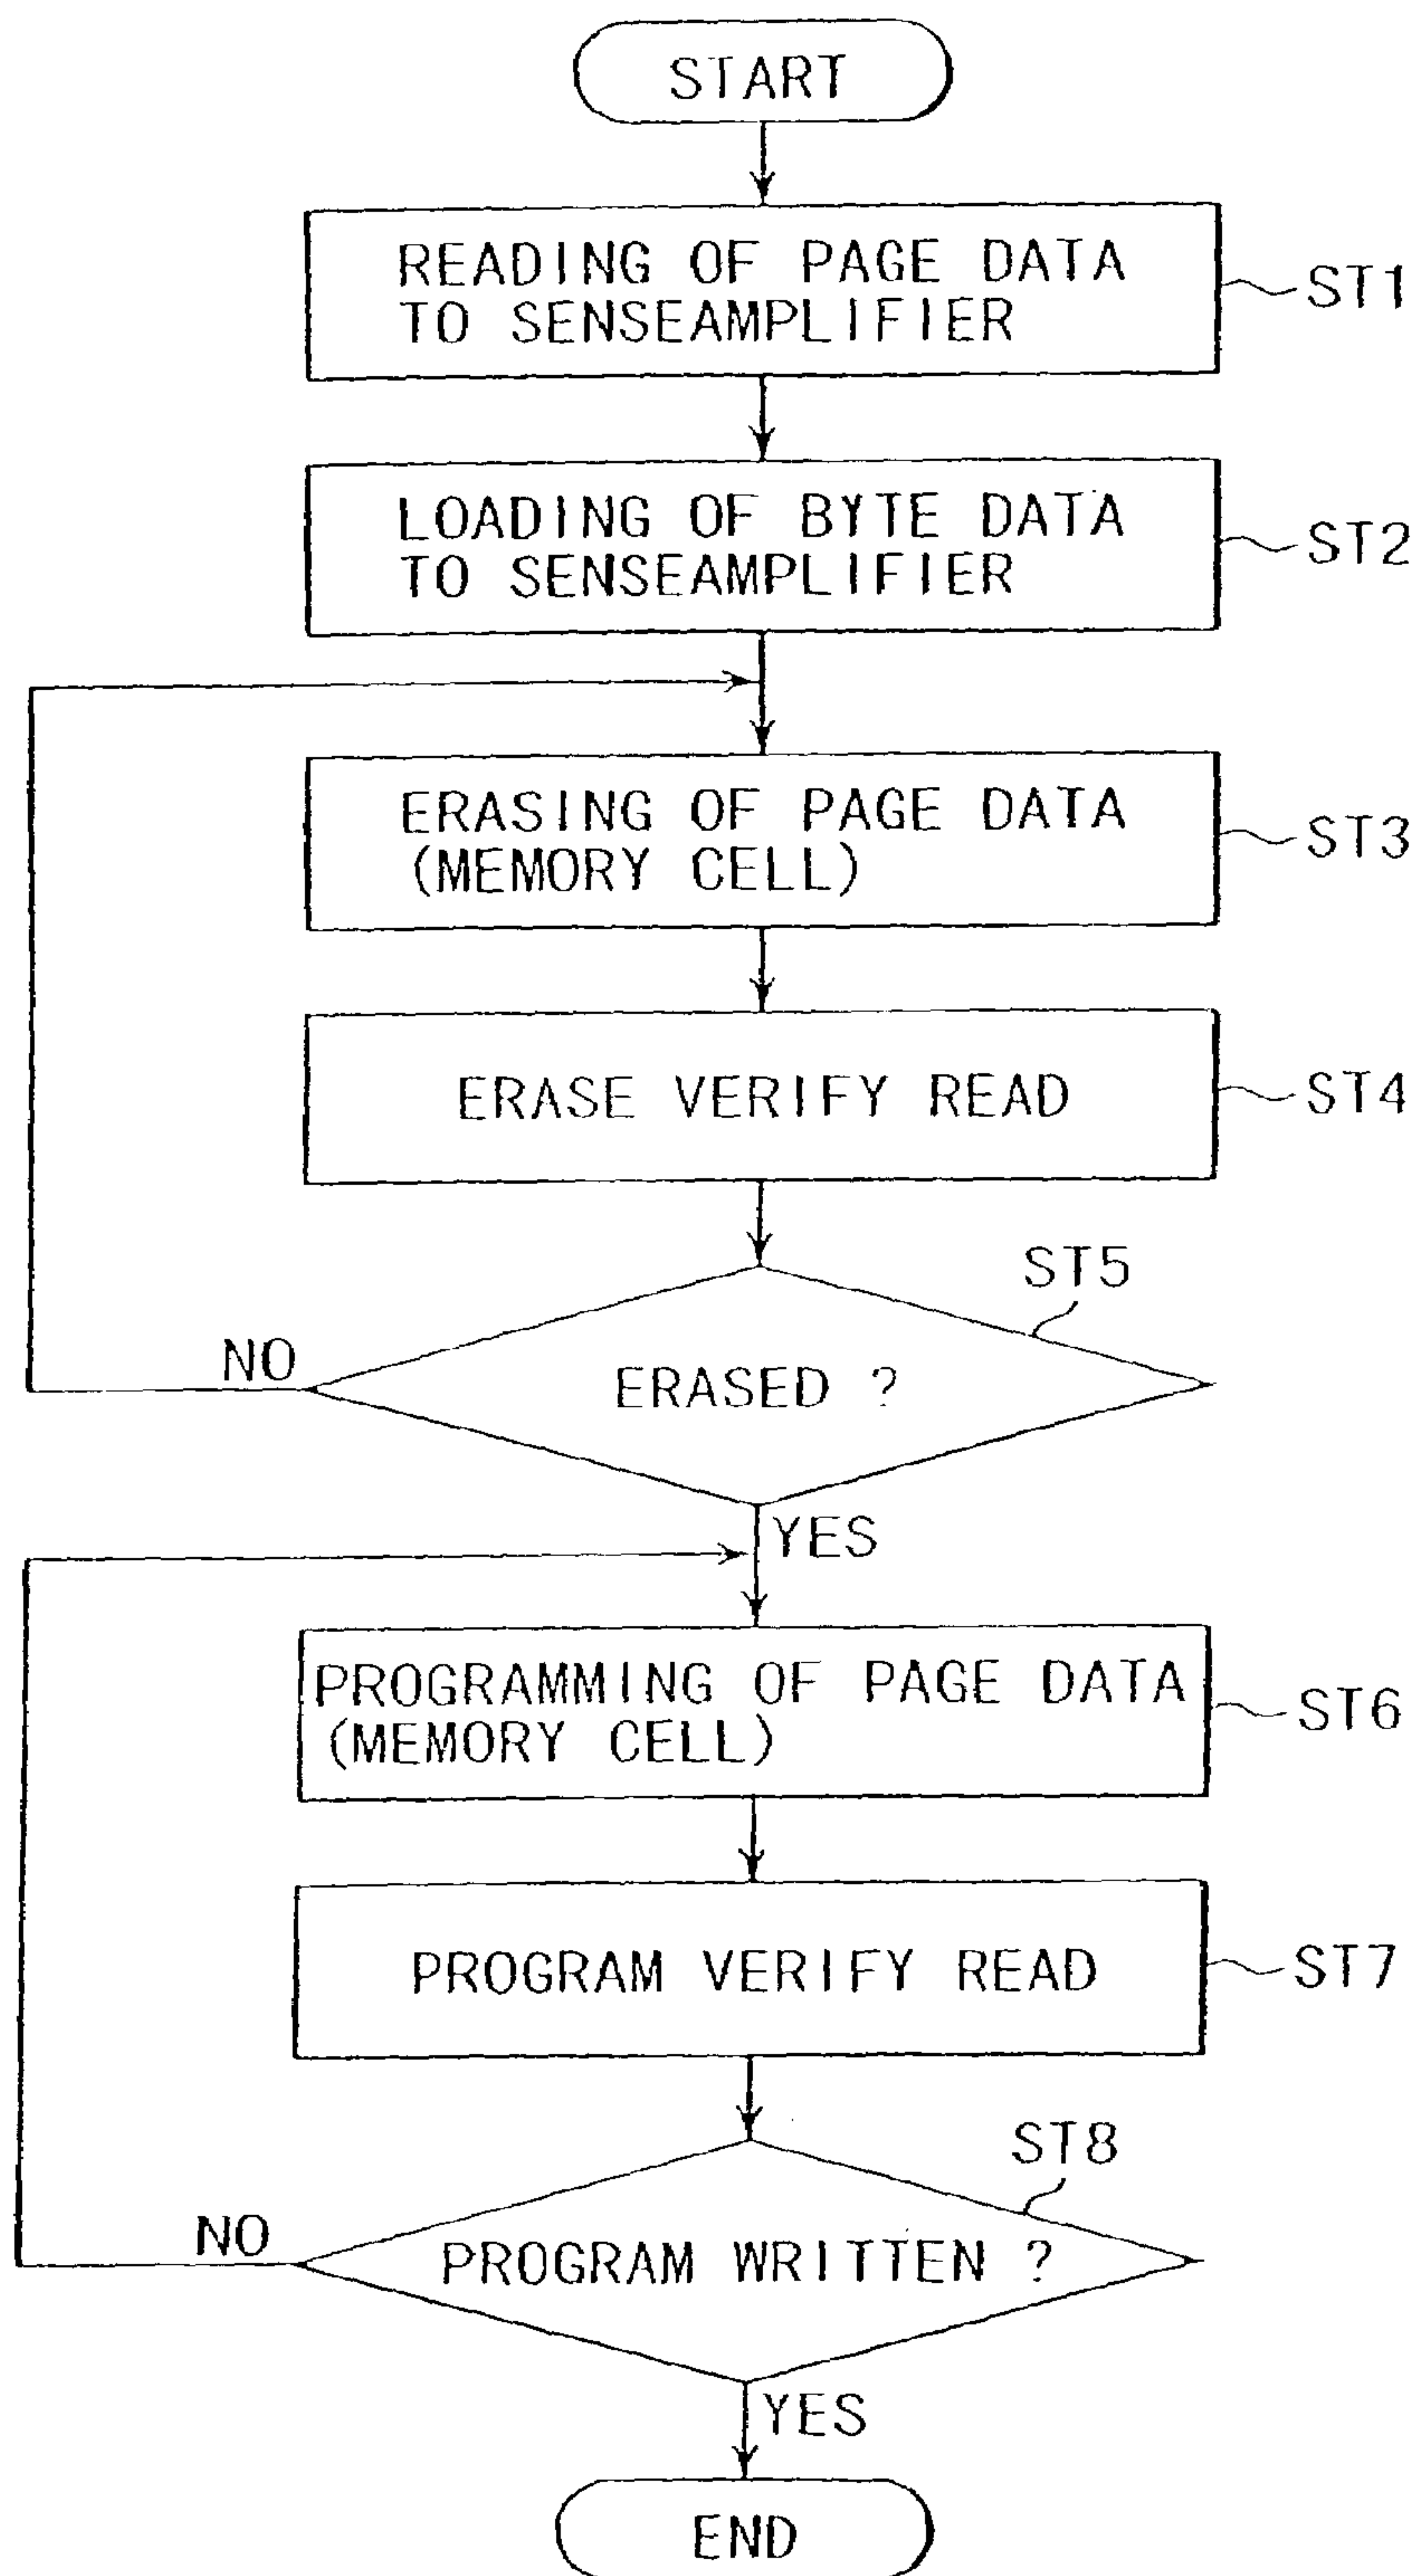 START
READING OF PAGE DATA
TO SENSEAMPLIFIER
ST1
LOADING OF BYTE DATA
TO SENSEAMPLIFIER
ST2
ERASING OF PAGE DATA
(MEMORY CELL)
ST3
ERASE VERIFY READ
ST4
ST5
NO
ERASED ?
YES
PROGRAMMING OF PAGE DATA
(MEMORY CELL)
ST6
PROGRAM VERIFY READ
ST7
ST8
NO
PROGRAM WRITTEN ?
YES
END